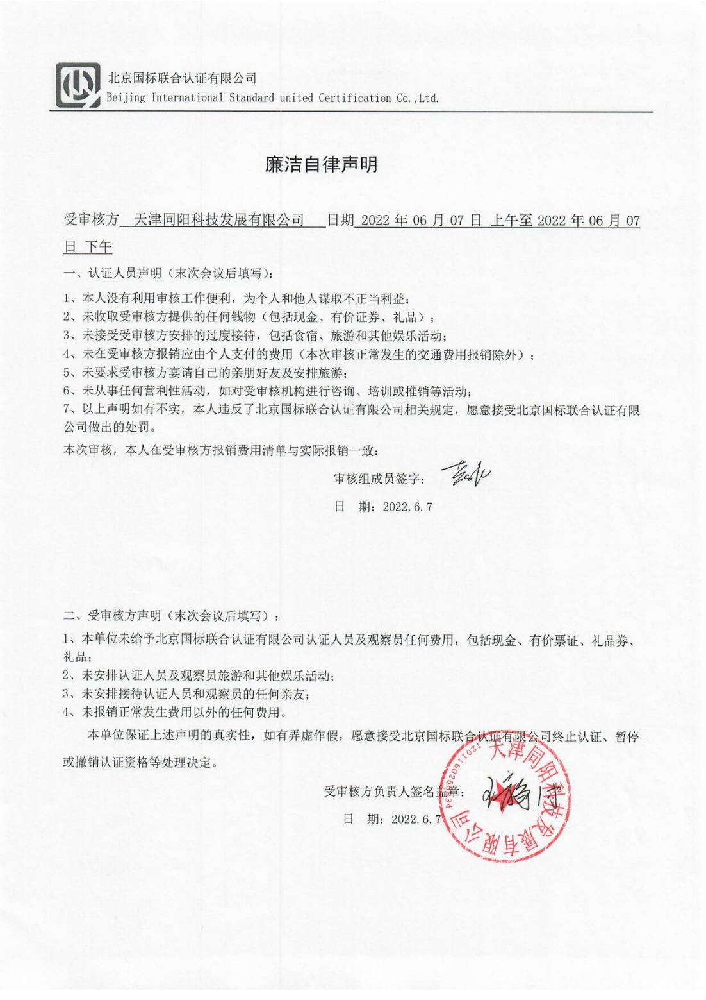 北京国标联合认证有限公司
Beijing International Standard united Certification Co.,Ltd.
廉洁自律声明
受审核方 天津同阳科技发展有限公司 日期 2022 年 06 月 07 日 上午至 2022 年 06 月 07
日 下午
一、认证人员声明（末次会议后填写）：
1、本人没有利用审核工作便利，为个人和他人谋取不正当利益；
2、未收取受审核方提供的任何钱物（包括现金、有价证券、礼品）；
3、未接受受审核方安排的过度接待，包括食宿、旅游和其他娱乐活动；
4、未在受审核方报销应由个人支付的费用（本次审核正常发生的交通费用报销除外）；
5、未要求受审核方宴请自己的亲朋好友及安排旅游；
6、未从事任何营利性活动，如对受审核机构进行咨询、培训或推销等活动；
7、以上声明如有不实，本人违反了北京国标联合认证有限公司相关规定，愿意接受北京国标联合认证有限
公司做出的处罚。
本次审核，本人在受审核方报销费用清单与实际报销一致：
审核组成员签字：
日 期：2022.6.7
二、受审核方声明（末次会议后填写）：
1、本单位未给予北京国标联合认证有限公司认证人员及观察员任何费用，包括现金、有价票证、礼品券、
礼品；
2、未安排认证人员及观察员旅游和其他娱乐活动；
3、未安排接待认证人员和观察员的任何亲友；
4、未报销正常发生费用以外的任何费用。
本单位保证上述声明的真实性，如有弄虚作假，愿意接受北京国标联合认证有限公司终止认证、暂停
或撤销认证资格等处理决定。
受审核方负责人签名盖章：
日 期：2022.6.7
天津同阳科技发展有限公司